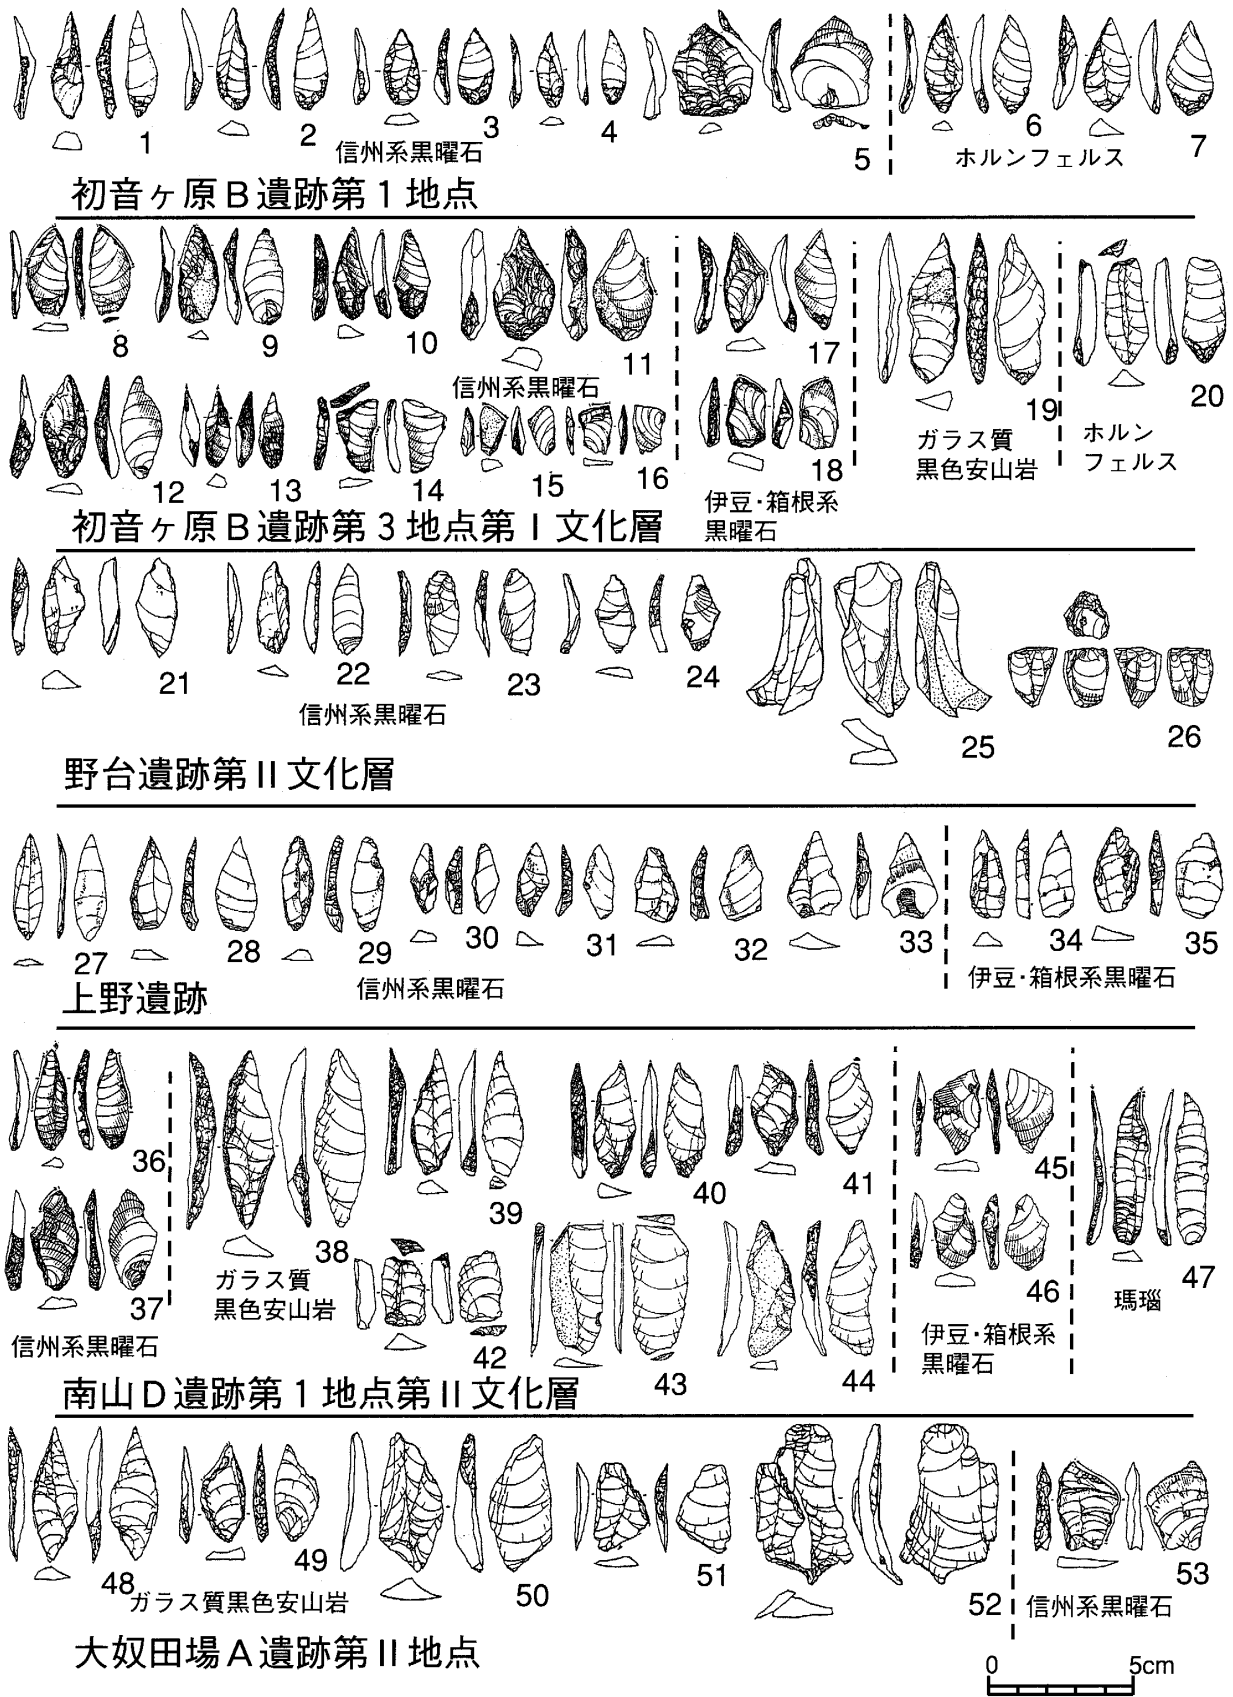 1
2
3
4
5
6
7
信州系黒曜石
ホルンフェルス
初音ヶ原B遺跡第1地点
8
9
10
11
17
信州系黒曜石
12
13
14
15
16
18
19
20
伊豆・箱根系
黒曜石
ガラス質
黒色安山岩
ホルン
フェルス
初音ヶ原B遺跡第3地点第Ⅰ文化層
21
22
23
24
25
26
信州系黒曜石
野台遺跡第Ⅱ文化層
27
28
29
30
31
32
33
34
35
信州系黒曜石
伊豆・箱根系黒曜石
上野遺跡
36
37
信州系黒曜石
38
39
40
41
ガラス質
黒色安山岩
42
43
44
45
46
伊豆・箱根系
黒曜石
47
瑪瑙
南山D遺跡第1地点第Ⅱ文化層
48
49
50
51
52
53
ガラス質黒色安山岩
信州系黒曜石
大奴田場A遺跡第Ⅱ地点
0 5cm